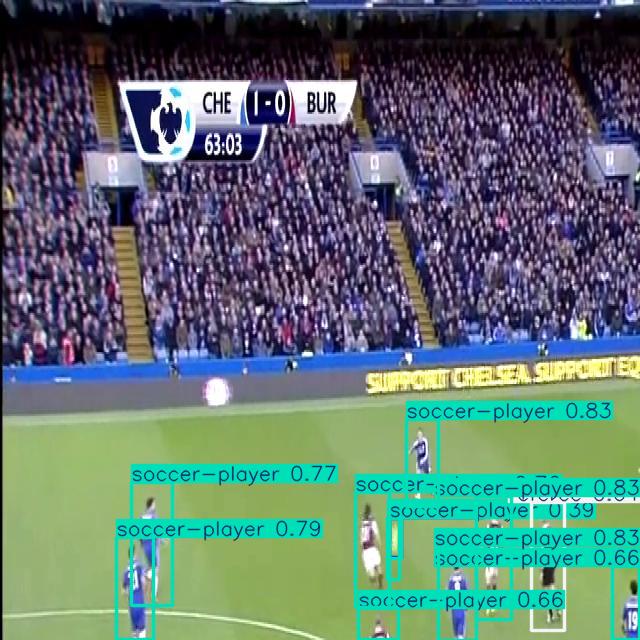 CHE 1-0 BUR
63:03
SUPPORT CHELSEA. SUPPORT EQ
soccer-player 0.83
soccer-player 0.77
soccer-player 0.83
0.39
soccer-player 0.79
soccer-player 0.83
soccer-player 0.66
soccer-player 0.66
19